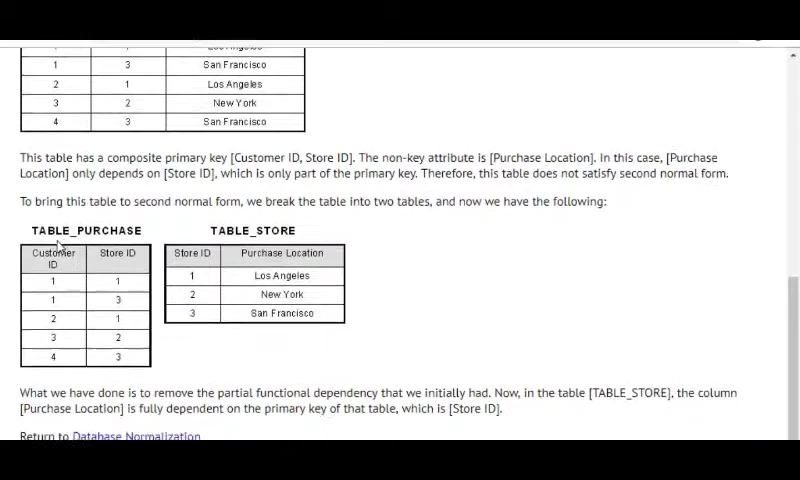 1 3 San Francisco
2 1 Los Angeles
3 2 New York
4 3 San Francisco
This table has a composite primary key [Customer ID, Store ID]. The non-key attribute is [Purchase Location]. In this case, [Purchase
Location] only depends on [Store ID], which is only part of the primary key. Therefore, this table does not satisfy second normal form.
To bring this table to second normal form, we break the table into two tables, and now we have the following:
TABLE_PURCHASE
Customer ID Store ID
1 1
1 3
2 1
3 2
4 3
TABLE_STORE
Store ID Purchase Location
1 Los Angeles
2 New York
3 San Francisco
What we have done is to remove the partial functional dependency that we initially had. Now, in the table [TABLE_STORE], the column
[Purchase Location] is fully dependent on the primary key of that table, which is [Store ID].
Return to Database Normalization